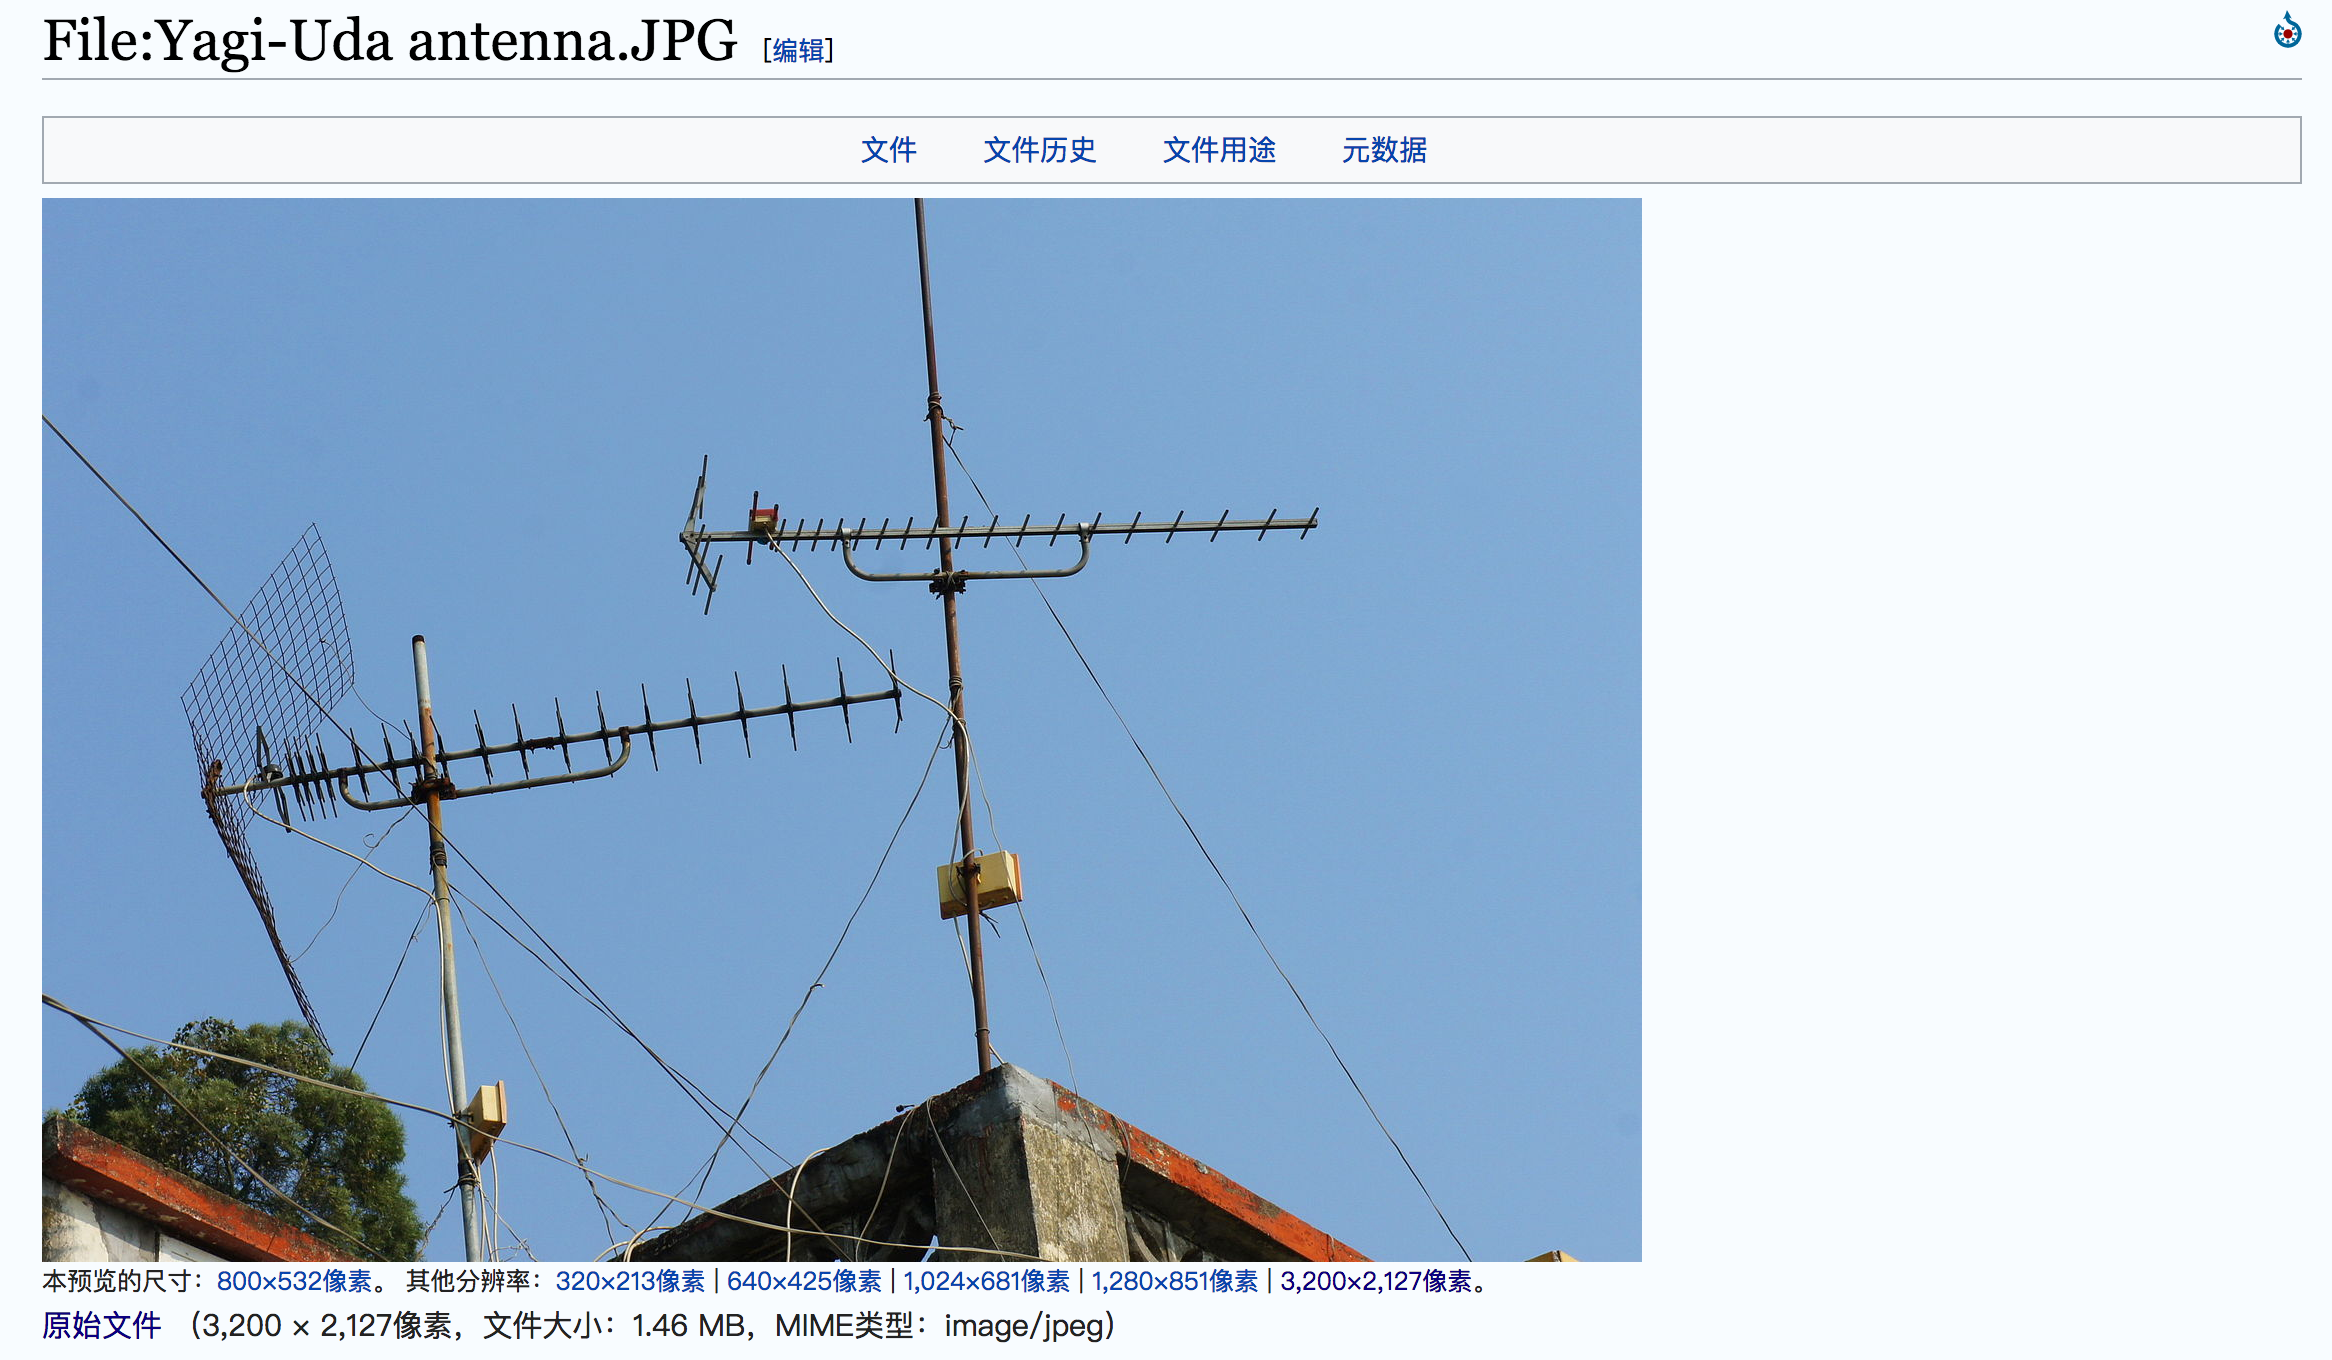 File:Yagi-Uda antenna.JPG [编辑]
文件 文件历史 文件用途 元数据
本预览的尺寸：800×532像素。 其他分辨率：320×213像素 | 640×425像素 | 1,024×681像素 | 1,280×851像素 | 3,200×2,127像素。
原始文件 （3,200 × 2,127像素，文件大小：1.46 MB，MIME类型：image/jpeg）